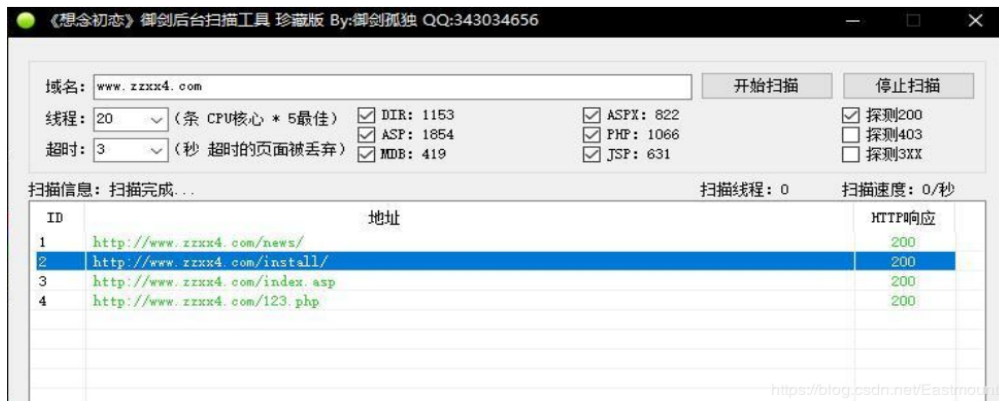 《想念初恋》御剑后台扫描工具 珍藏版 By:御剑孤独 QQ:343034656
域名: www.zzxx4.com 开始扫描 停止扫描
线程: 20 (条 CPU核心 * 5最佳) DIR: 1153 ASPX: 822 探测200
ASP: 1854 PHP: 1066 探测403
超时: 3 (秒 超时的页面被丢弃) MDB: 419 JSP: 631 探测3XX
扫描信息: 扫描完成... 扫描线程: 0 扫描速度: 0/秒
ID 地址 HTTP响应
1 http://www.zzxx4.com/news/ 200
2 http://www.zzxx4.com/install/ 200
3 http://www.zzxx4.com/index.asp 200
4 http://www.zzxx4.com/123.php 200
https://blog.csdn.net/Eastmount